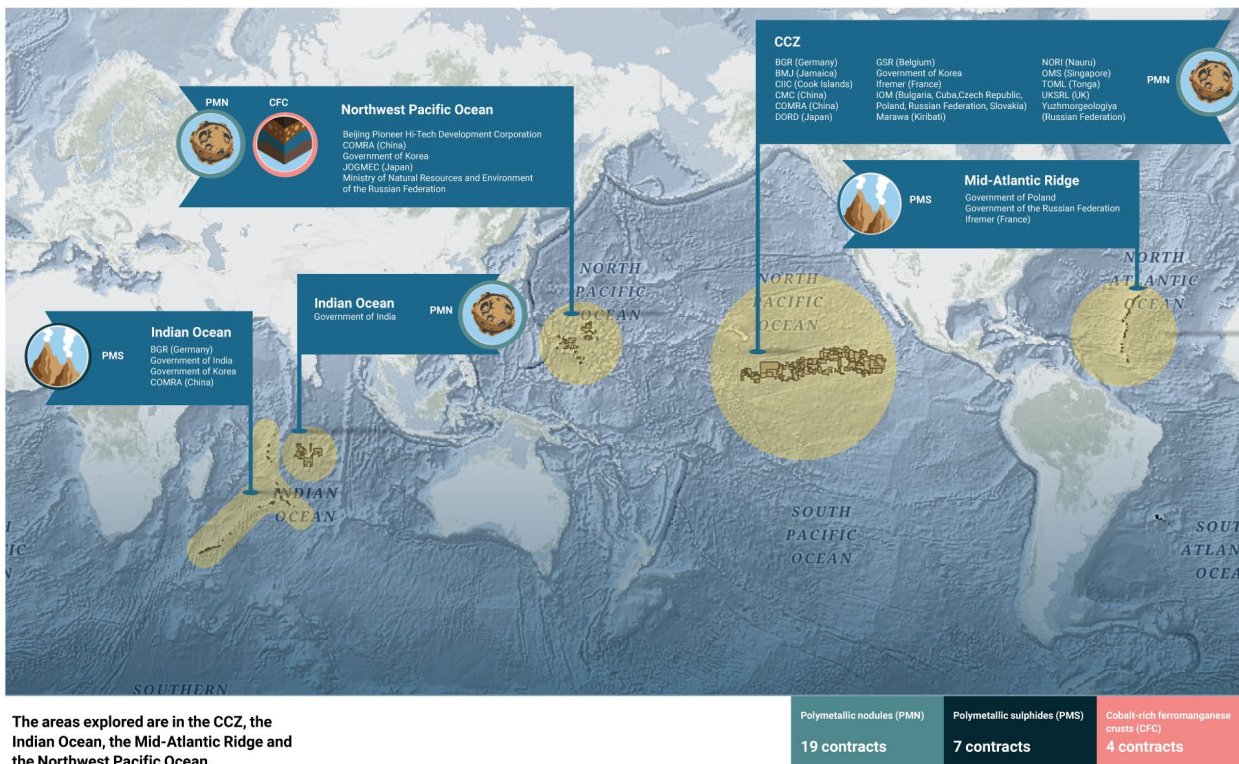 CCZ
BGR (Germany)
BMJ (Jamaica)
CIIC (Cook Islands)
CMC (China)
COMRA (China)
DORD (Japan)
GSR (Belgium)
Government of Korea
Ifremer (France)
IOM (Bulgaria, Cuba,Czech Republic,
Poland, Russian Federation, Slovakia)
Marawa (Kiribati)
NORI (Nauru)
OMS (Singapore)
TOML (Tonga)
UKSRL (UK)
Yuzhmorgeologiya
(Russian Federation)
PMN
PMN
CFC
Northwest Pacific Ocean
Beijing Pioneer Hi-Tech Development Corporation
COMRA (China)
Government of Korea
JOGMEC (Japan)
Ministry of Natural Resources and Environment
of the Russian Federation
PMS
Mid-Atlantic Ridge
Government of Poland
Government of the Russian Federation
Ifremer (France)
Indian Ocean
Government of India
PMN
PMS
Indian Ocean
BGR (Germany)
Government of India
Government of Korea
COMRA (China)
NORTH
PACIFIC
OCEAN
NORTH
PACIFIC
OCEAN
NORTH
ATLANTIC
OCEAN
INDIAN
OCEAN
SOUTH
PACIFIC
OCEAN
IC
SOUT
ATLAN
OCEA
SOUTHERN
The areas explored are in the CCZ, the
Indian Ocean, the Mid-Atlantic Ridge and
the Northwest Pacific Ocean.
Polymetallic nodules (PMN)
19 contracts
Polymetallic sulphides (PMS)
7 contracts
Cobalt-rich ferromanganese
crusts (CFC)
4 contracts